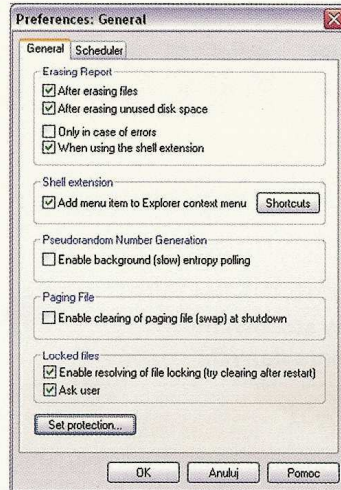 Preferences: General
General Scheduler
Erasing Report
After erasing files
After erasing unused disk space
Only in case of errors
When using the shell extension
Shell extension
Add menu item to Explorer context menu Shortcuts
Pseudorandom Number Generation
Enable background (slow) entropy polling
Paging File
Enable clearing of paging file (swap) at shutdown
Locked files
Enable resolving of file locking (try clearing after restart)
Ask user
Set protection...
OK Anuluj Pomoc